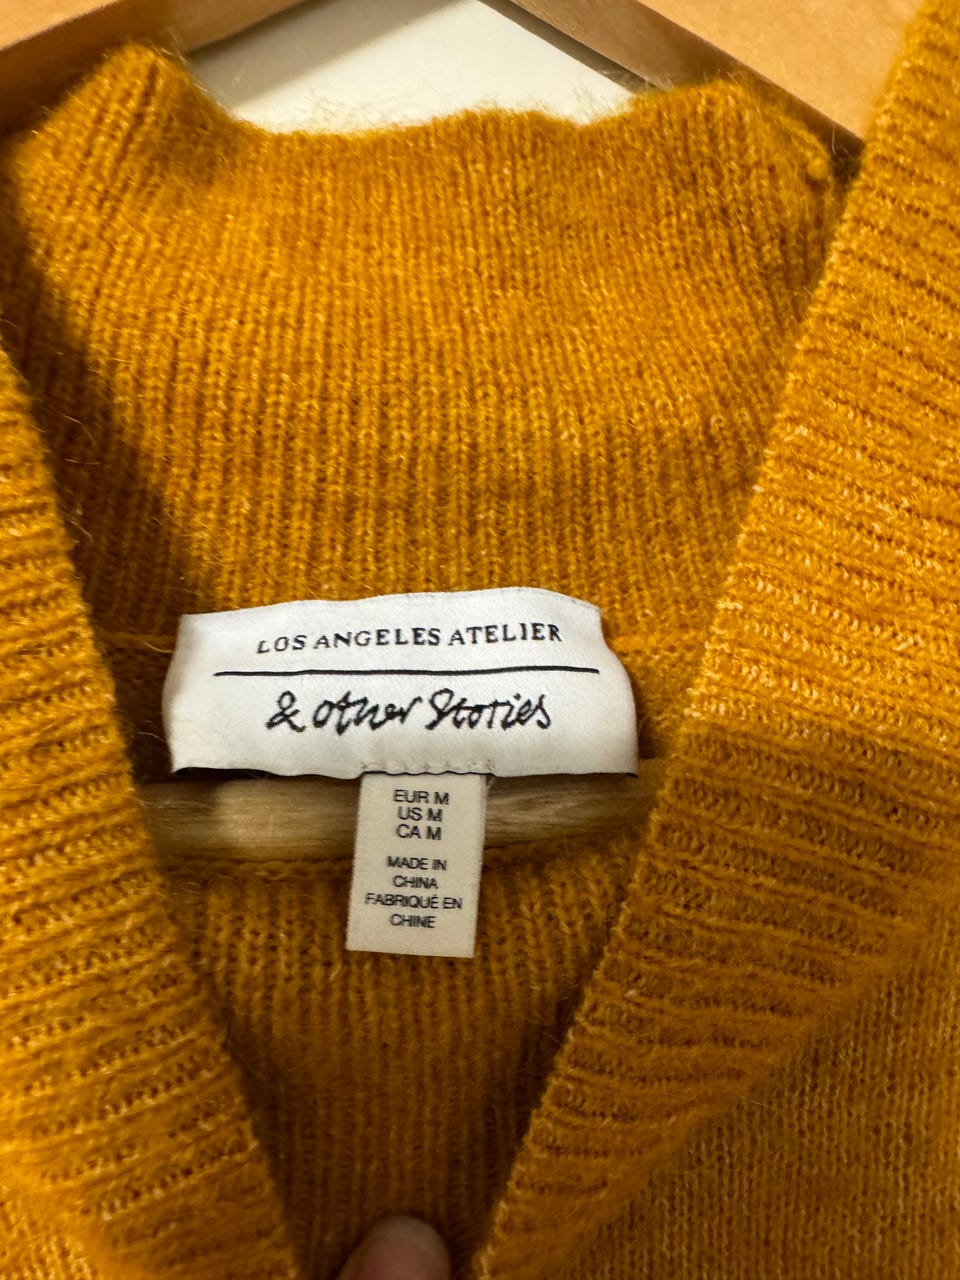 LOS ANGELES ATELIER
& other Stories
EUR M
US M
CA M
MADE IN
CHINA
FABRIQUÉ EN
CHINE